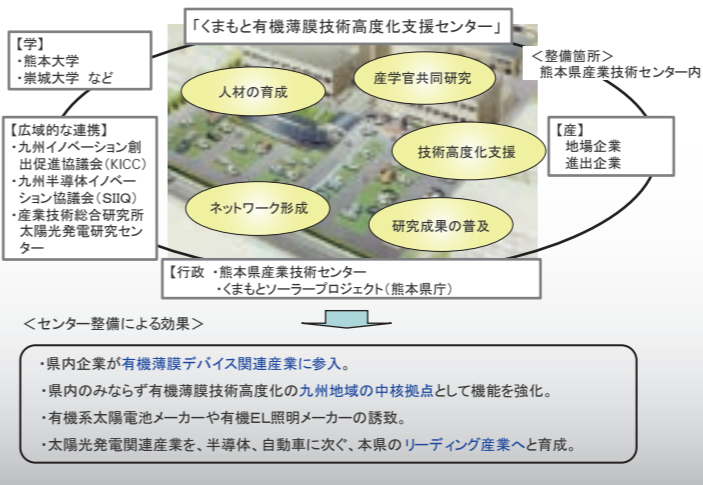 「くまもと有機薄膜技術高度化支援センター」
【学】
・熊本大学
・崇城大学 など
＜整備箇所＞
熊本県産業技術センター内
人材の育成
産学官共同研究
【広域的な連携】
・九州イノベーション創
出促進協議会(KICC)
・九州半導体イノベー
ション協議会(SIIQ)
・産業技術総合研究所
太陽光発電研究セン
ター
技術高度化支援
【産】
地場企業
進出企業
ネットワーク形成
研究成果の普及
【行政 ・熊本県産業技術センター
・くまもとソーラープロジェクト(熊本県庁)
＜センター整備による効果＞
・県内企業が有機薄膜デバイス関連産業に参入。
・県内のみならず有機薄膜技術高度化の九州地域の中核拠点として機能を強化。
・有機系太陽電池メーカーや有機EL照明メーカーの誘致。
・太陽光発電関連産業を、半導体、自動車に次ぐ、本県のリーディング産業へと育成。